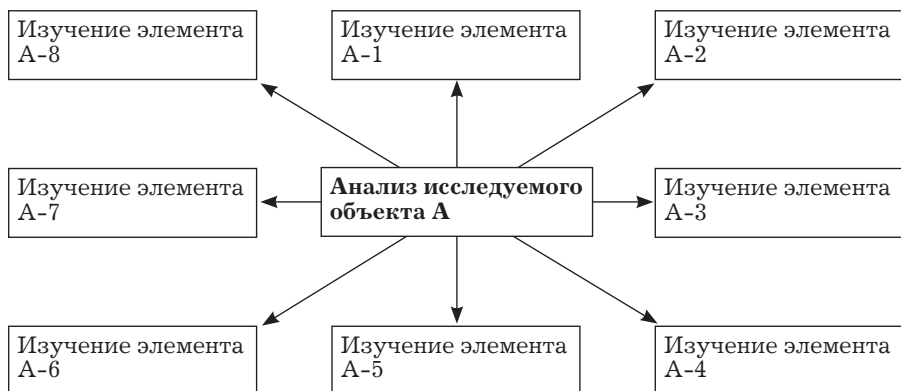 Изучение элемента
А-8
Изучение элемента
А-1
Изучение элемента
А-2
Изучение элемента
А-7
Анализ исследуемого
объекта А
Изучение элемента
А-3
Изучение элемента
А-6
Изучение элемента
А-5
Изучение элемента
А-4